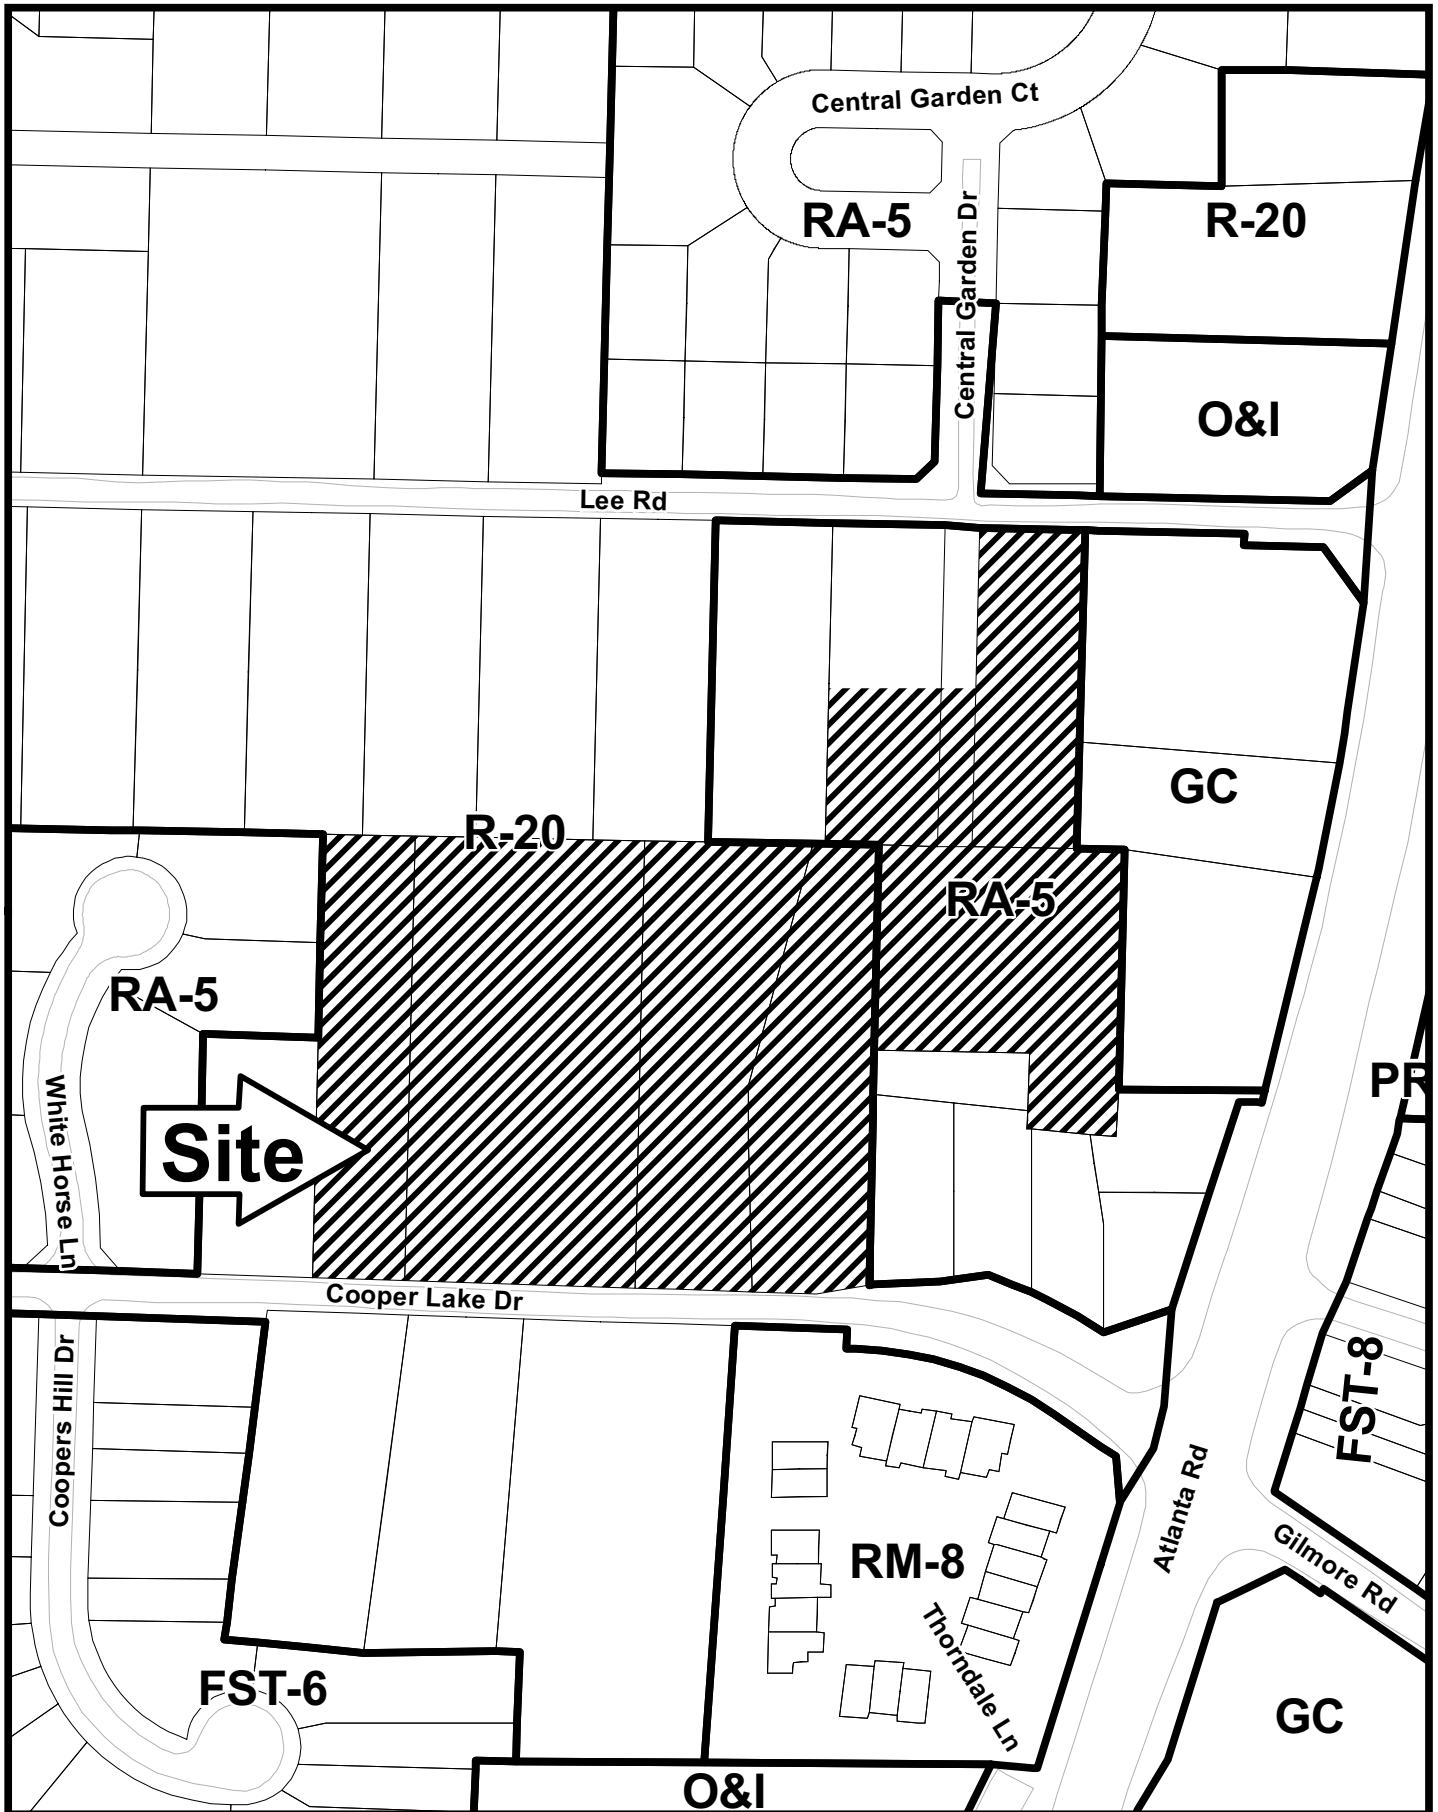 Central Garden Ct
RA-5
R-20
Central Garden Dr
O&I
Lee Rd
GC
R-20
RA-5
RA-5
PR
White Horse Ln
Site
Cooper Lake Dr
Coopers Hill Dr
FST-8
Atlanta Rd
RM-8
Gilmore Rd
Thorndale Ln
FST-6
GC
O&I